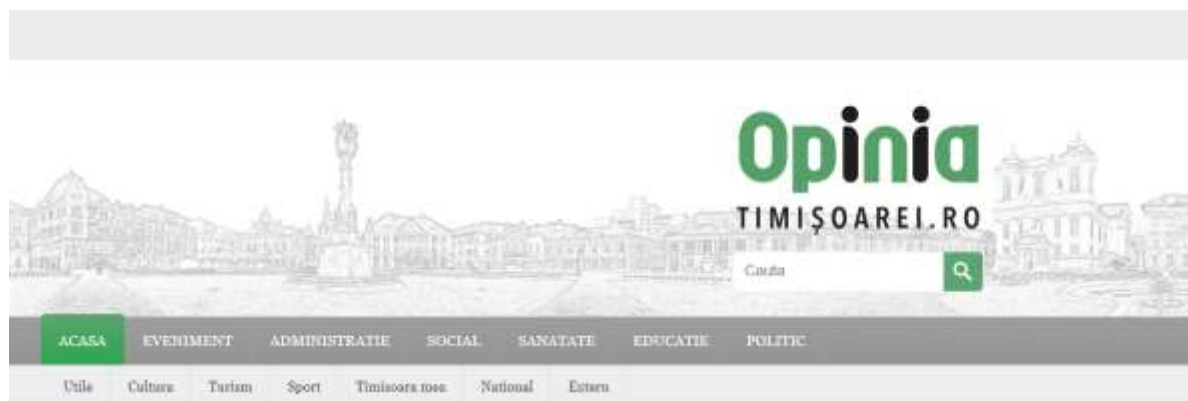 Opinia
TIMIȘOAREI.RO
Cauta
ACASA EVENIMENT ADMINISTRATIE SOCIAL SANATATE EDUCATIE POLITIC
Utile Cultura Turism Sport Timisoara mea National Extern